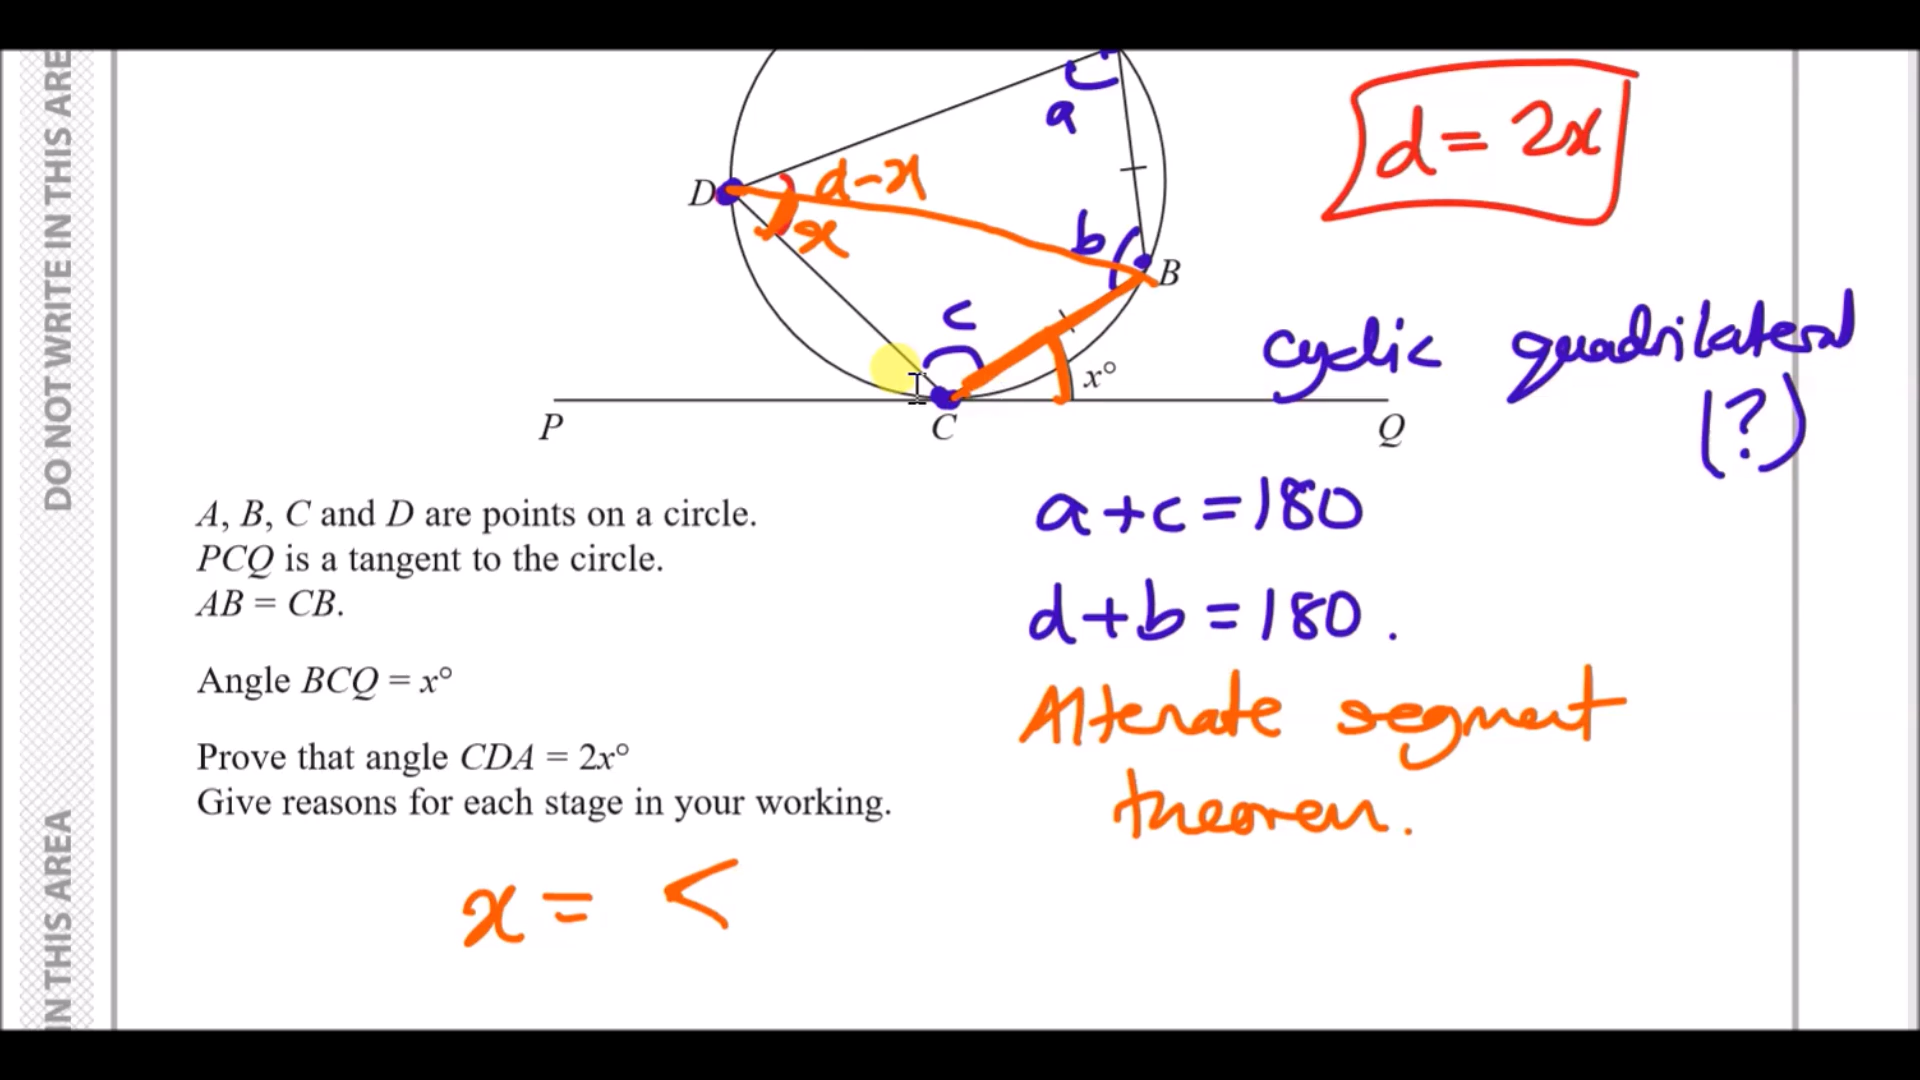 DO NOT WRITE IN THIS ARE
IN THIS AREA
a
d = 2x
D
d-x
x
b
B
c
x°
cyclic quadrilateral
(?)
P
C
Q
A, B, C and D are points on a circle.
PCQ is a tangent to the circle.
AB = CB.
Angle BCQ = x°
Prove that angle CDA = 2x°
Give reasons for each stage in your working.
a+c=180
d+b=180.
Alternate segment
theorem.
x = <